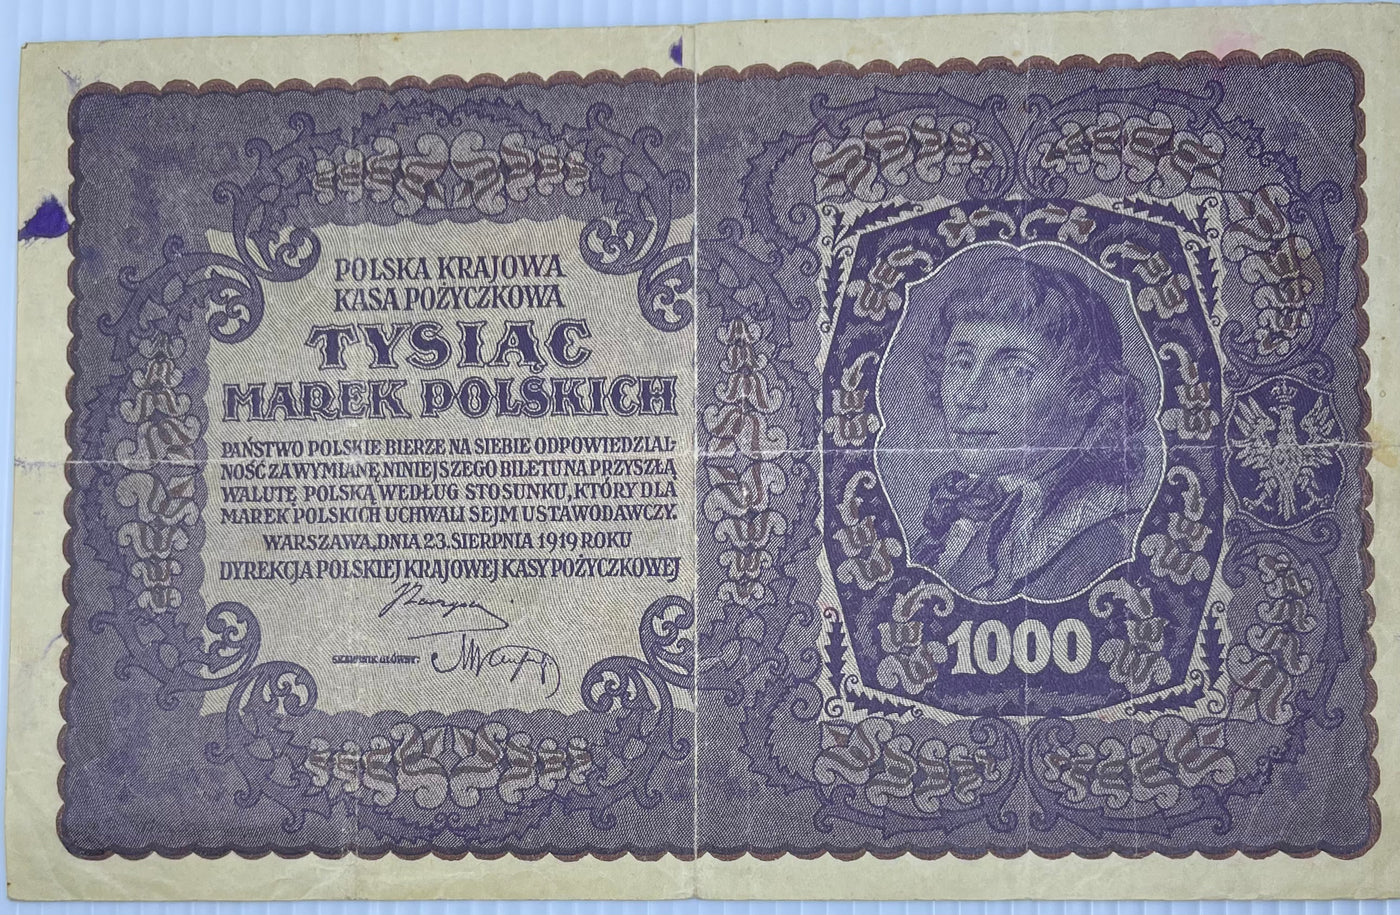 POLSKA KRAJOWA
KASA POŻYCZKOWA
TYSIĄC
MAREK POLSKICH
PAŃSTWO POLSKIE BIERZE NA SIEBIE ODPOWIEDZIAL-
NOŚĆ ZA WYMIANĘ NINIEJSZEGO BILETU NA PRZYSZŁĄ
WALUTĘ POLSKĄ WEDŁUG STOSUNKU, KTÓRY DLA
MAREK POLSKICH UCHWALI SEJM USTAWODAWCZY.
WARSZAWA, DNIA 23. SIERPNIA 1919 ROKU
DYREKCJA POLSKIEJ KRAJOWEJ KASY POŻYCZKOWEJ
SKARBNIK GŁÓWNY:
1000